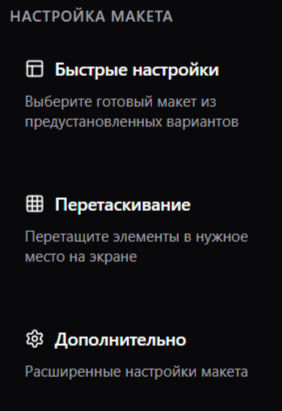 НАСТРОЙКА МАКЕТА
Быстрые настройки
Выберите готовый макет из
предустановленных вариантов
Перетаскивание
Перетащите элементы в нужное
место на экране
Дополнительно
Расширенные настройки макета